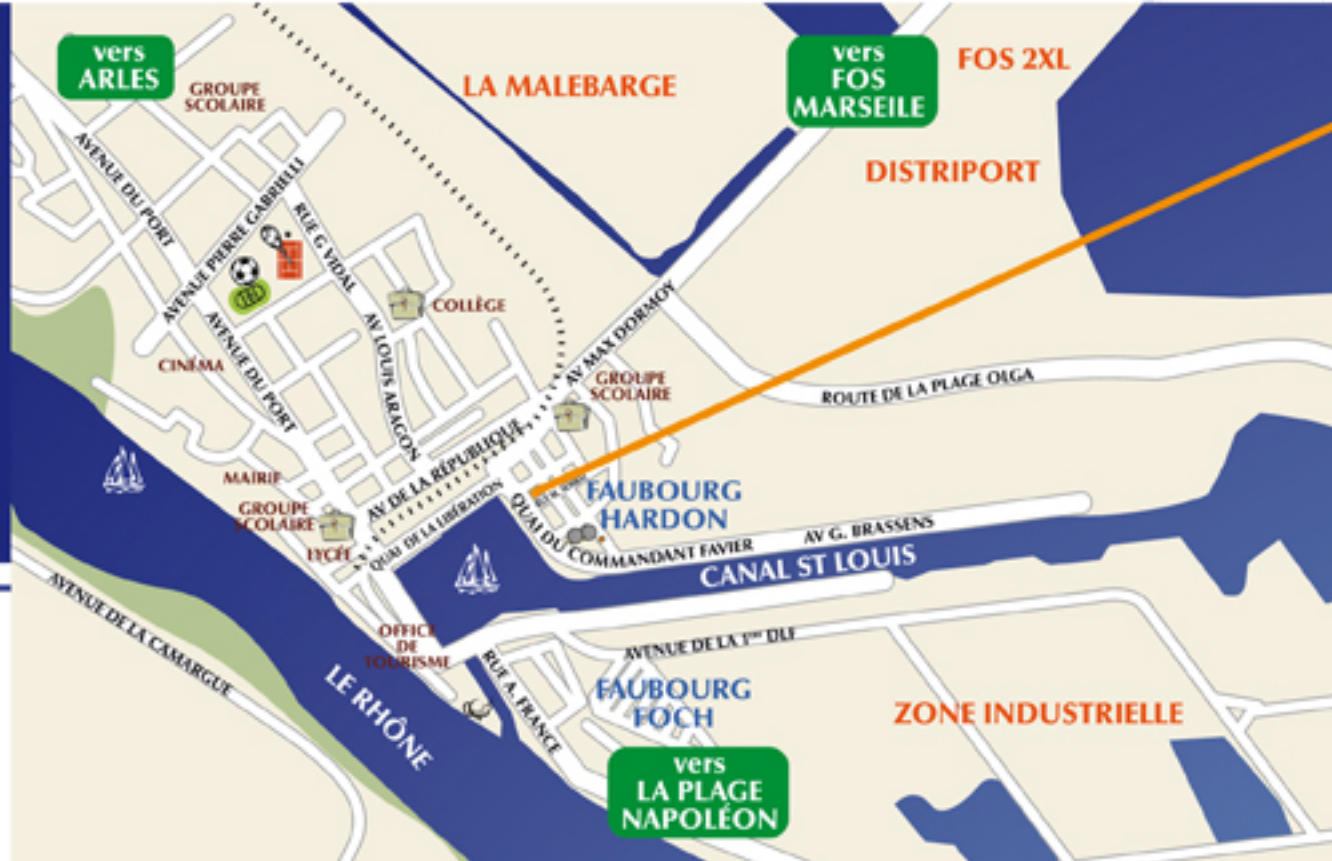 vers
ARLES
GROUPE
SCOLAIRE
LA MALEBARGE
vers
FOS
MARSEILE
FOS 2XL
DISTRIPORT
AVENUE DU PORT
AVENUE PIERRE GABRIELLI
RUE G VIDAL
COLLÈGE
AVENUE DU PORT
AV LOUIS ARAGON
CINÉMA
AV MAX DORMOY
GROUPE
SCOLAIRE
ROUTE DE LA PLAGE OLGA
AV DE LA RÉPUBLIQUE
MAIRIE
GROUPE
SCOLAIRE
LYCÉE
QUAI DE LA LIBÉRATION
FAUBOURG
HARDON
QUAI DU COMMANDANT FAVIER
AV G. BRASSENS
CANAL ST LOUIS
AVENUE DE LA CAMARGUE
OFFICE
DE
TOURISME
AVENUE DE LA 1ère DLF
RUE A. FRANCE
LE RHÔNE
FAUBOURG
FOCH
ZONE INDUSTRIELLE
vers
LA PLAGE
NAPOLÉON